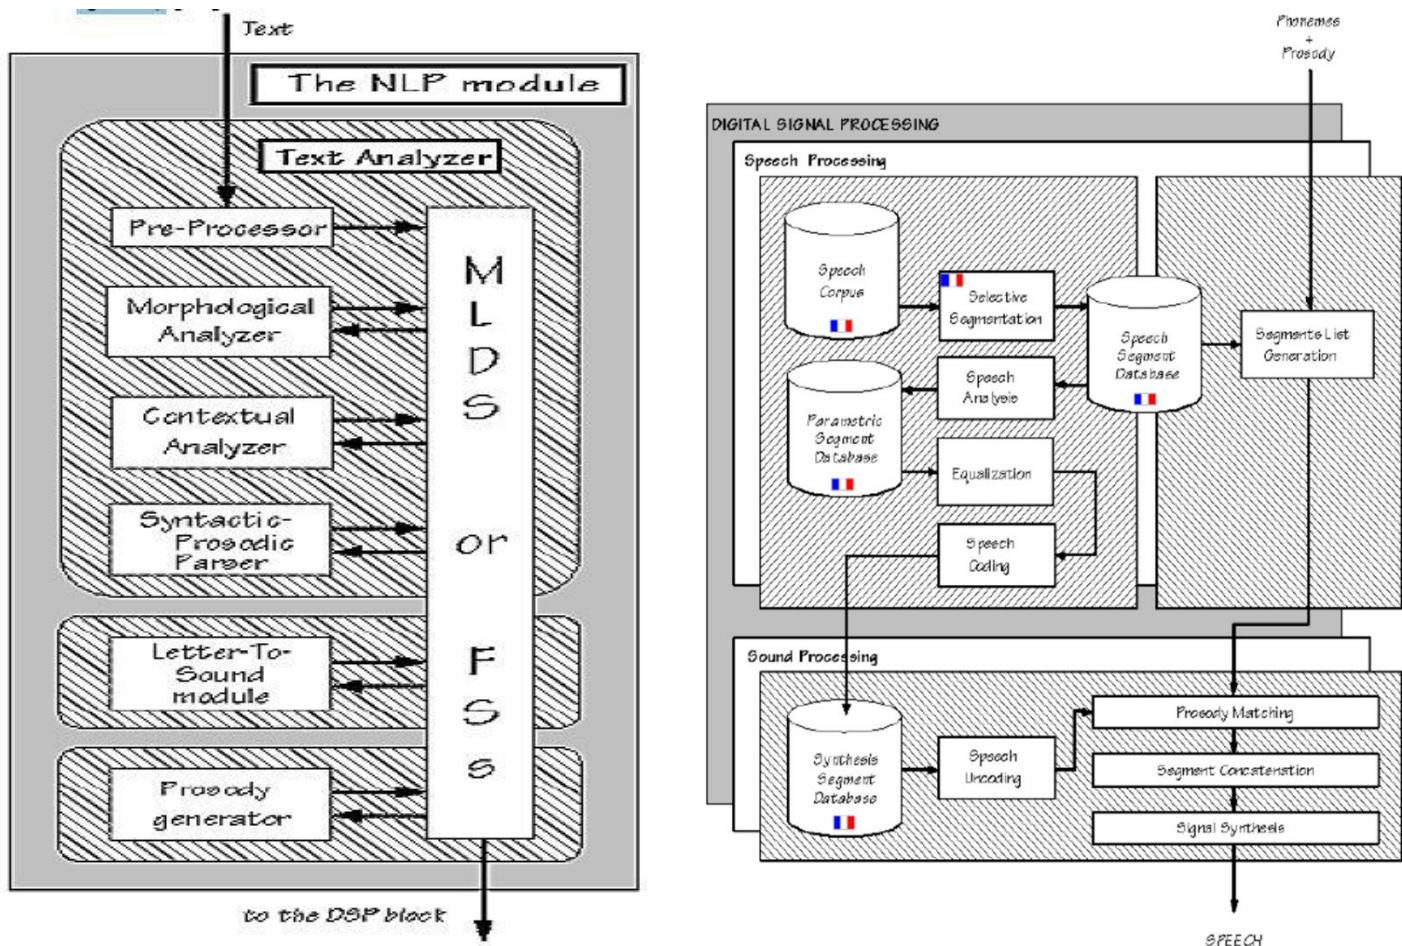 Text
The NLP module
Text Analyzer
Pre-Processor
Morphological
Analyzer
Contextual
Analyzer
Syntactic-
Prosodic
Parser
Letter-To-
Sound
module
Prosody
generator
M
L
D
S
or
F
S
s
to the DSP block
Phonemes
+
Prosody
DIGITAL SIGNAL PROCESSING
Speech Processing
Speech
Corpus
Selective
Segmentation
Speech
Segment
Database
Segments List
Generation
Speech
Analysis
Parametric
Segment
Database
Equalization
Speech
Coding
Sound Processing
Synthesis
Segment
Database
Speech
Uncoding
Prosody Matching
Segment Concatenation
Signal Synthesis
SPEECH